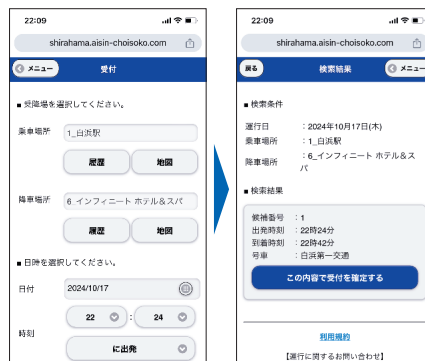 22:09
shirahama.aisin-choisoko.com
メニュー
受付
■ 乗降場を選択してください。
乗車場所
1_白浜駅
履歴
地図
降車場所
6_インフィニート ホテル&スパ
履歴
地図
■ 日時を選択してください。
日付
2024/10/17
時刻
22 : 24
に出発
22:09
shirahama.aisin-choisoko.com
戻る
検索結果
メニュー
■ 検索条件
運行日 :2024年10月17日(木)
乗車場所 :1_白浜駅
降車場所 :6_インフィニート ホテル&ス
パ
■ 検索結果
候補番号 :1
出発時刻 :22時24分
到着時刻 :22時42分
号車 :白浜第一交通
この内容で受付を確定する
利用規約
【運行に関するお問い合わせ】